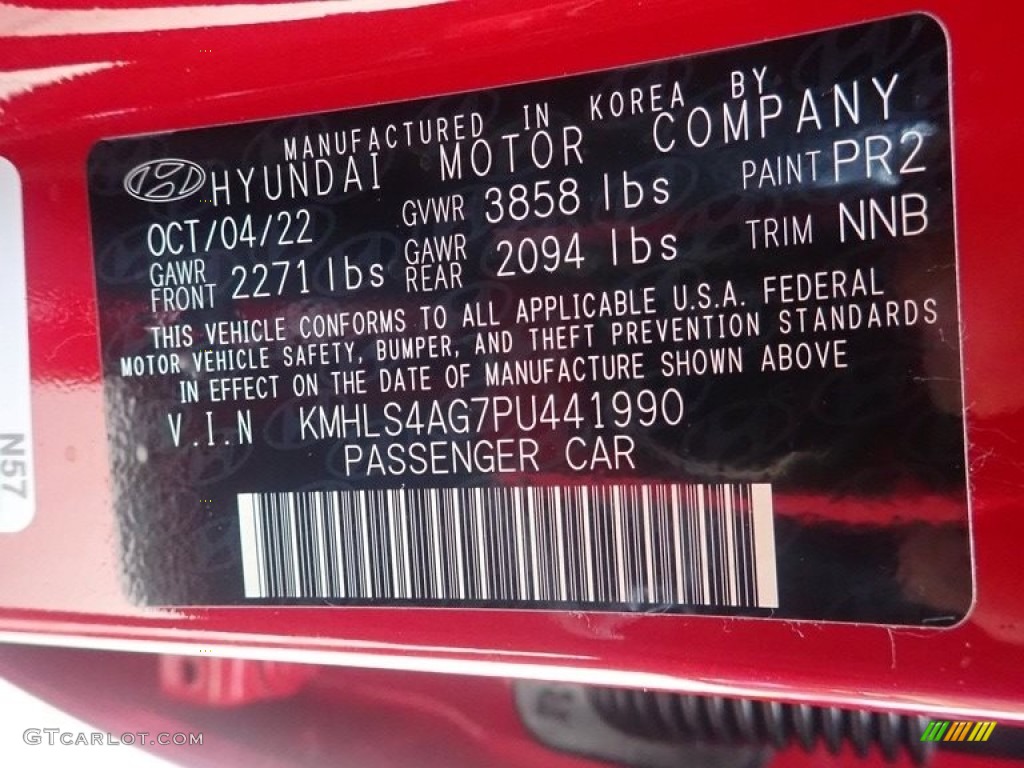 MANUFACTURED IN KOREA BY
HYUNDAI MOTOR COMPANY
OCT/04/22 GVWR 3858 lbs PAINT PR2
GAWR FRONT 2271 lbs GAWR REAR 2094 lbs TRIM NNB
THIS VEHICLE CONFORMS TO ALL APPLICABLE U.S.A. FEDERAL
MOTOR VEHICLE SAFETY, BUMPER, AND THEFT PREVENTION STANDARDS
IN EFFECT ON THE DATE OF MANUFACTURE SHOWN ABOVE
V.I.N KMHLS4AG7PU441990
PASSENGER CAR
N57
GTCARLOT.COM